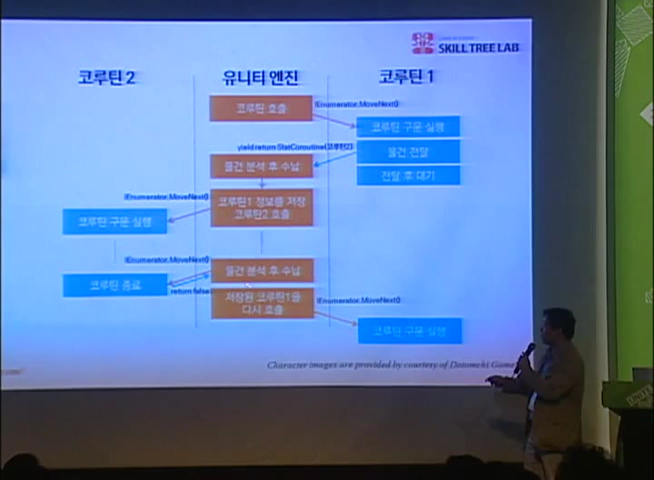 SKILL TREE LAB
코루틴 2
유니티 엔진
코루틴 1
코루틴 호출
IEnumerator.MoveNext()
코루틴 구문 실행
물건 전달
yield return StatCoroutine(코루틴2)
물건 분석 후 수납
전달 후 대기
IEnumerator.MoveNext()
코루틴1 정보를 저장
코루틴2 호출
코루틴 구문 실행
IEnumerator.MoveNext()
물건 분석 후 수납
코루틴 종료
return false
저장된 코루틴1을
다시 호출
IEnumerator.MoveNext()
코루틴 구문 실행
Character images are provided by courtesy of Dotomchi Game